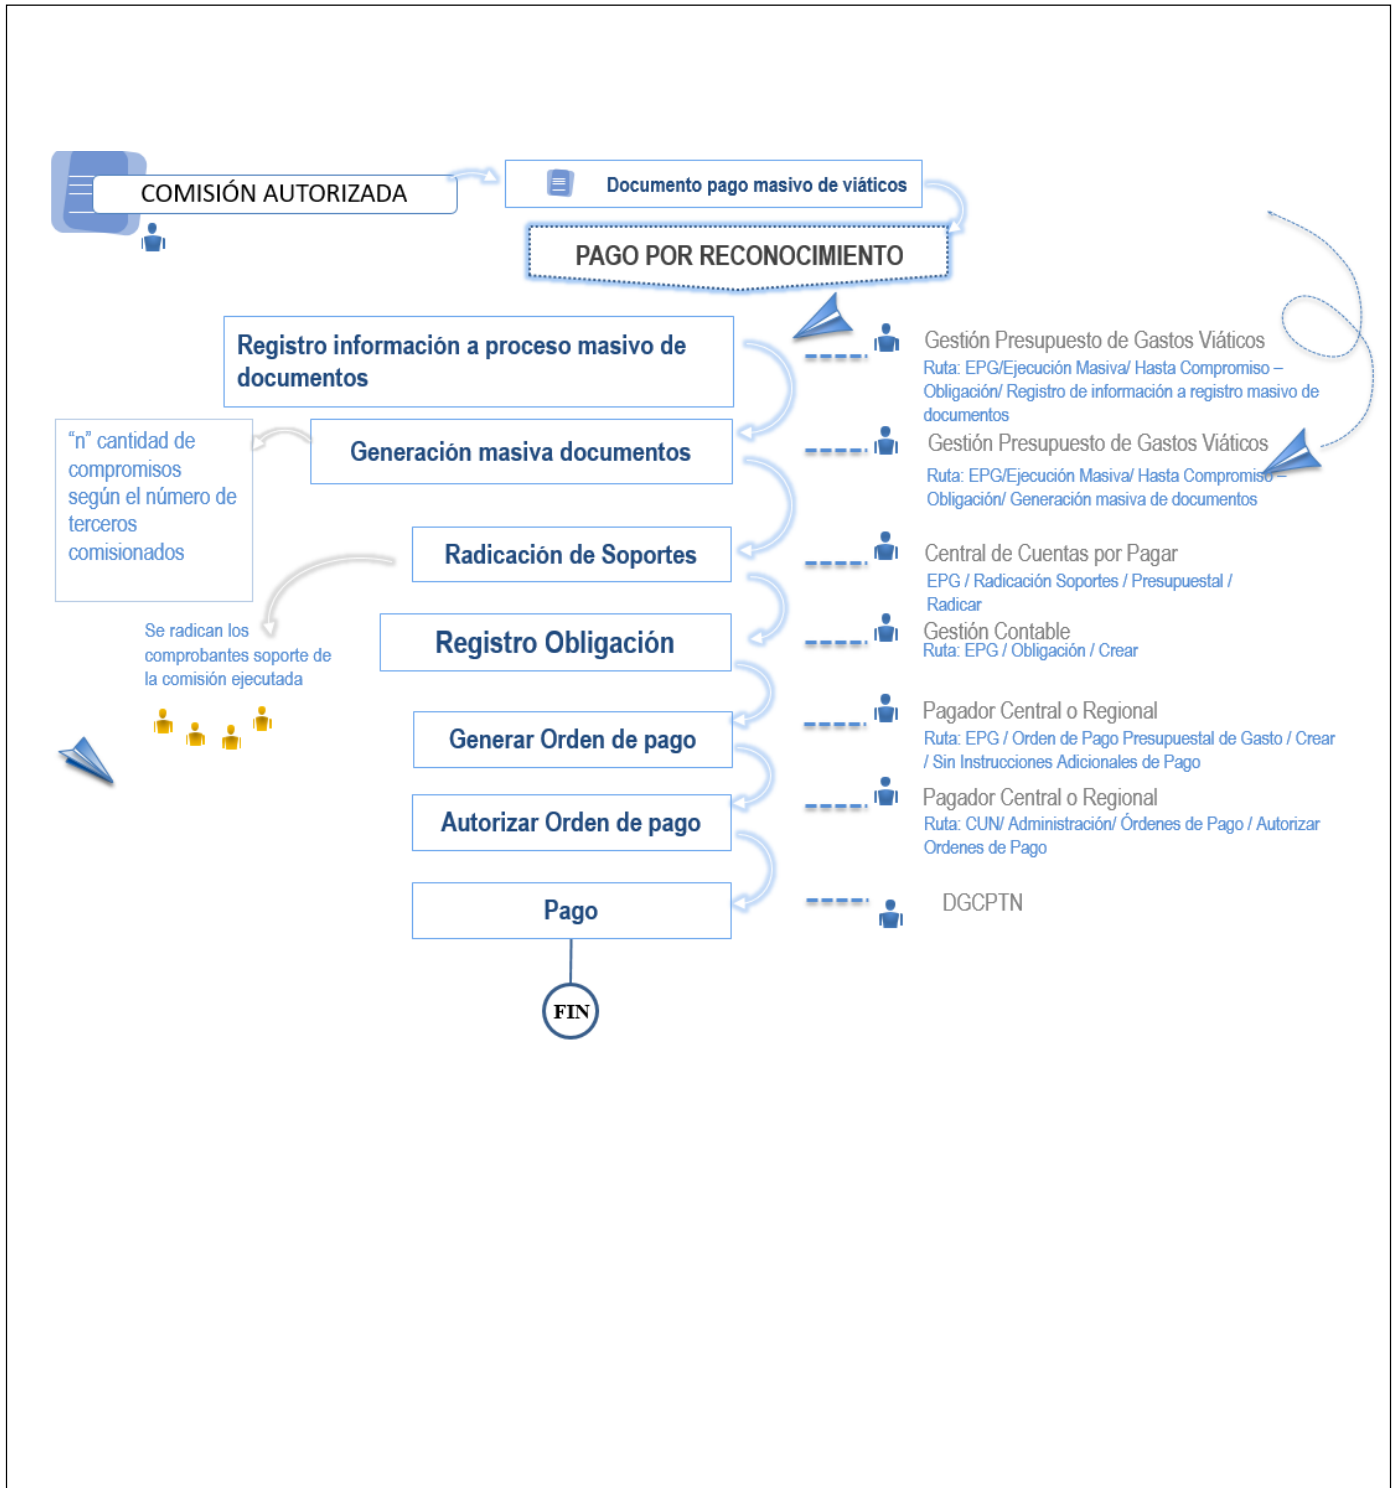 COMISIÓN AUTORIZADA
Documento pago masivo de viáticos
PAGO POR RECONOCIMIENTO
Registro información a proceso masivo de
documentos
Gestión Presupuesto de Gastos Viáticos
Ruta: EPG/Ejecución Masiva/ Hasta Compromiso –
Obligación/ Registro de información a registro masivo de
documentos
"n" cantidad de
compromisos
según el número de
terceros
comisionados
Generación masiva documentos
Gestión Presupuesto de Gastos Viáticos
Ruta: EPG/Ejecución Masiva/ Hasta Compromiso –
Obligación/ Generación masiva de documentos
Radicación de Soportes
Central de Cuentas por Pagar
EPG / Radicación Soportes / Presupuestal /
Radicar
Se radican los
comprobantes soporte de
la comisión ejecutada
Registro Obligación
Gestión Contable
Ruta: EPG / Obligación / Crear
Generar Orden de pago
Pagador Central o Regional
Ruta: EPG / Orden de Pago Presupuestal de Gasto / Crear
/ Sin Instrucciones Adicionales de Pago
Autorizar Orden de pago
Pagador Central o Regional
Ruta: CUN/ Administración/ Órdenes de Pago / Autorizar
Ordenes de Pago
Pago
DGCPTN
FIN